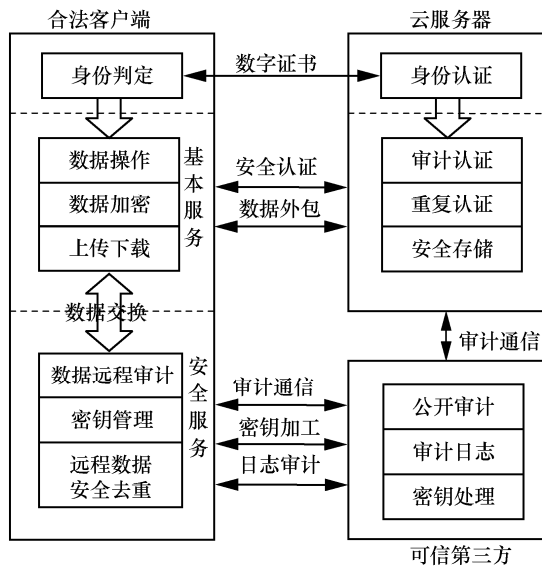 合法客户端
云服务器
身份判定
数字证书
身份认证
数据操作
数据加密
上传下载
基本服务
安全认证
数据外包
审计认证
重复认证
安全存储
数据交换
审计通信
数据远程审计
密钥管理
远程数据
安全去重
安全服务
审计通信
密钥加工
日志审计
公开审计
审计日志
密钥处理
可信第三方